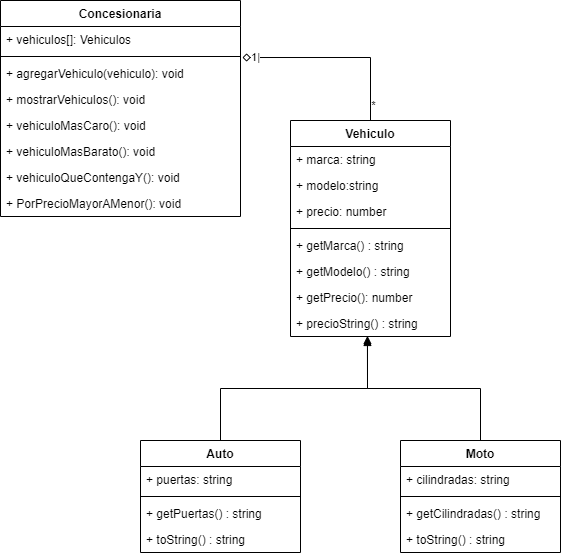 Concesionaria
+ vehiculos[]: Vehiculos
+ agregarVehiculo(vehiculo): void
+ mostrarVehiculos(): void
+ vehiculoMasCaro(): void
+ vehiculoMasBarato(): void
+ vehiculoQueContengaY(): void
+ PorPrecioMayorAMenor(): void
1
*
Vehiculo
+ marca: string
+ modelo:string
+ precio: number
+ getMarca() : string
+ getModelo() : string
+ getPrecio(): number
+ precioString() : string
Auto
+ puertas: string
+ getPuertas() : string
+ toString() : string
Moto
+ cilindradas: string
+ getCilindradas() : string
+ toString() : string